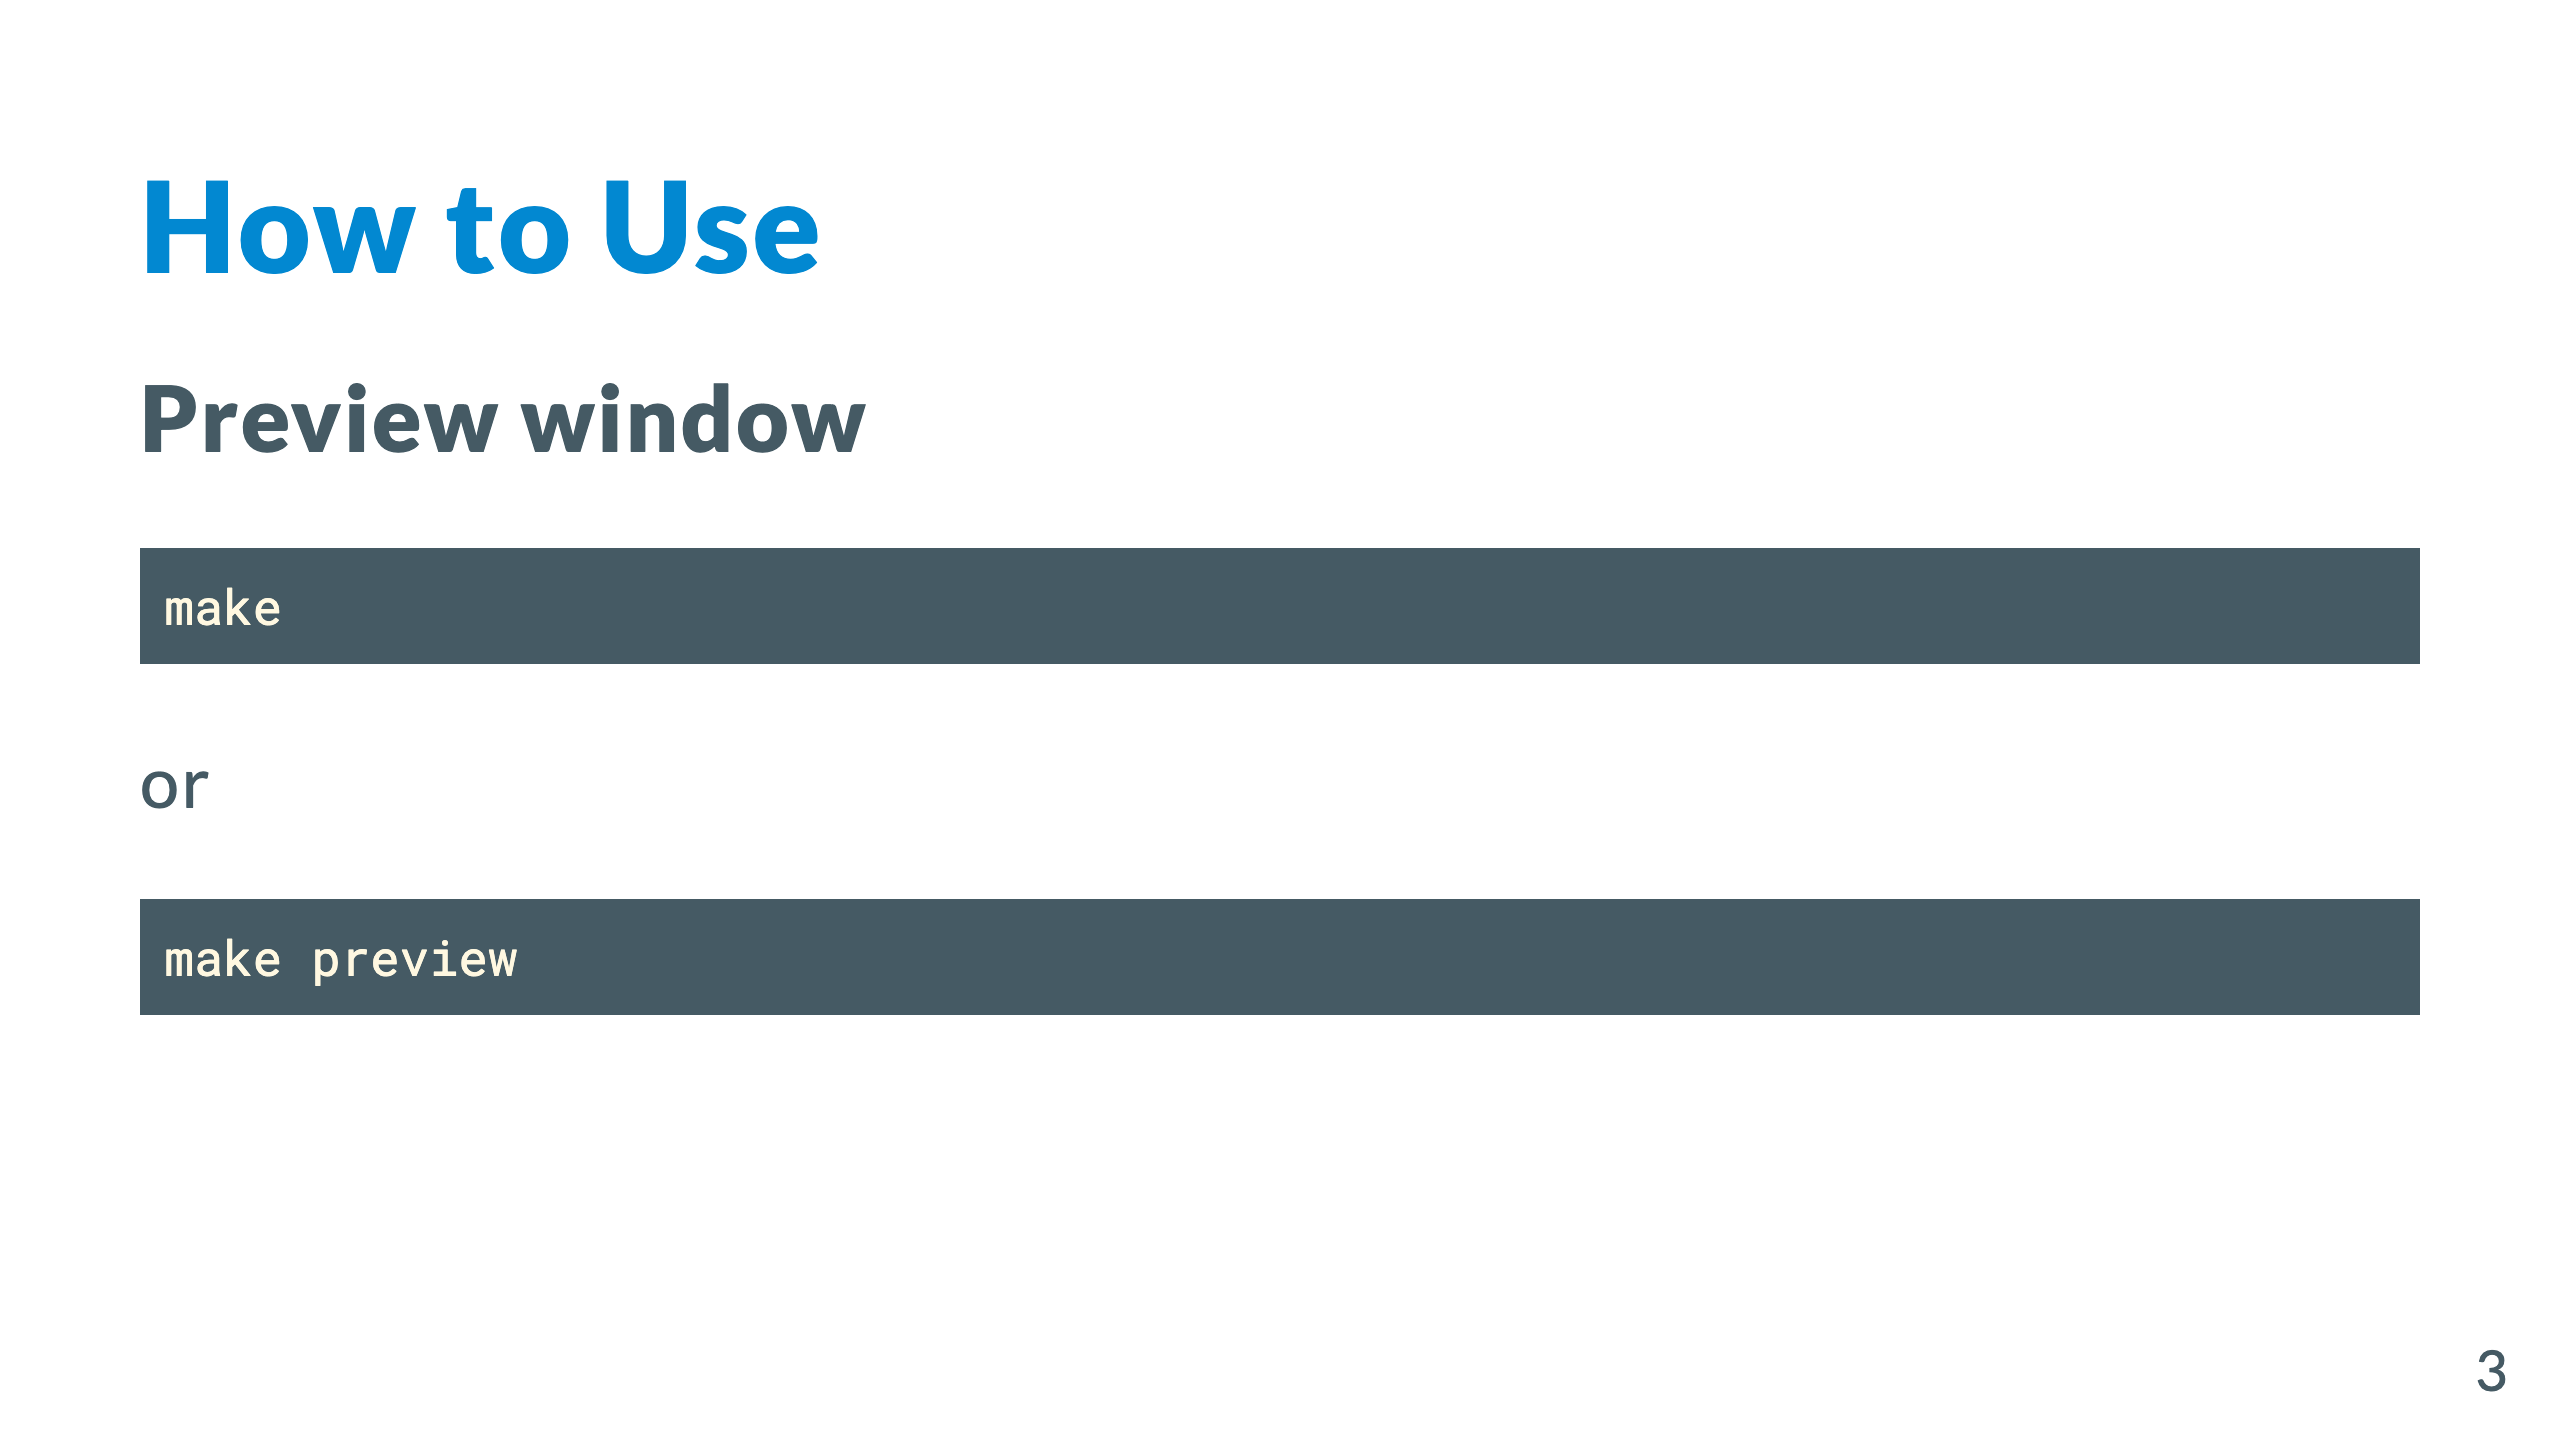 How to Use
Preview window
make
or
make preview
3